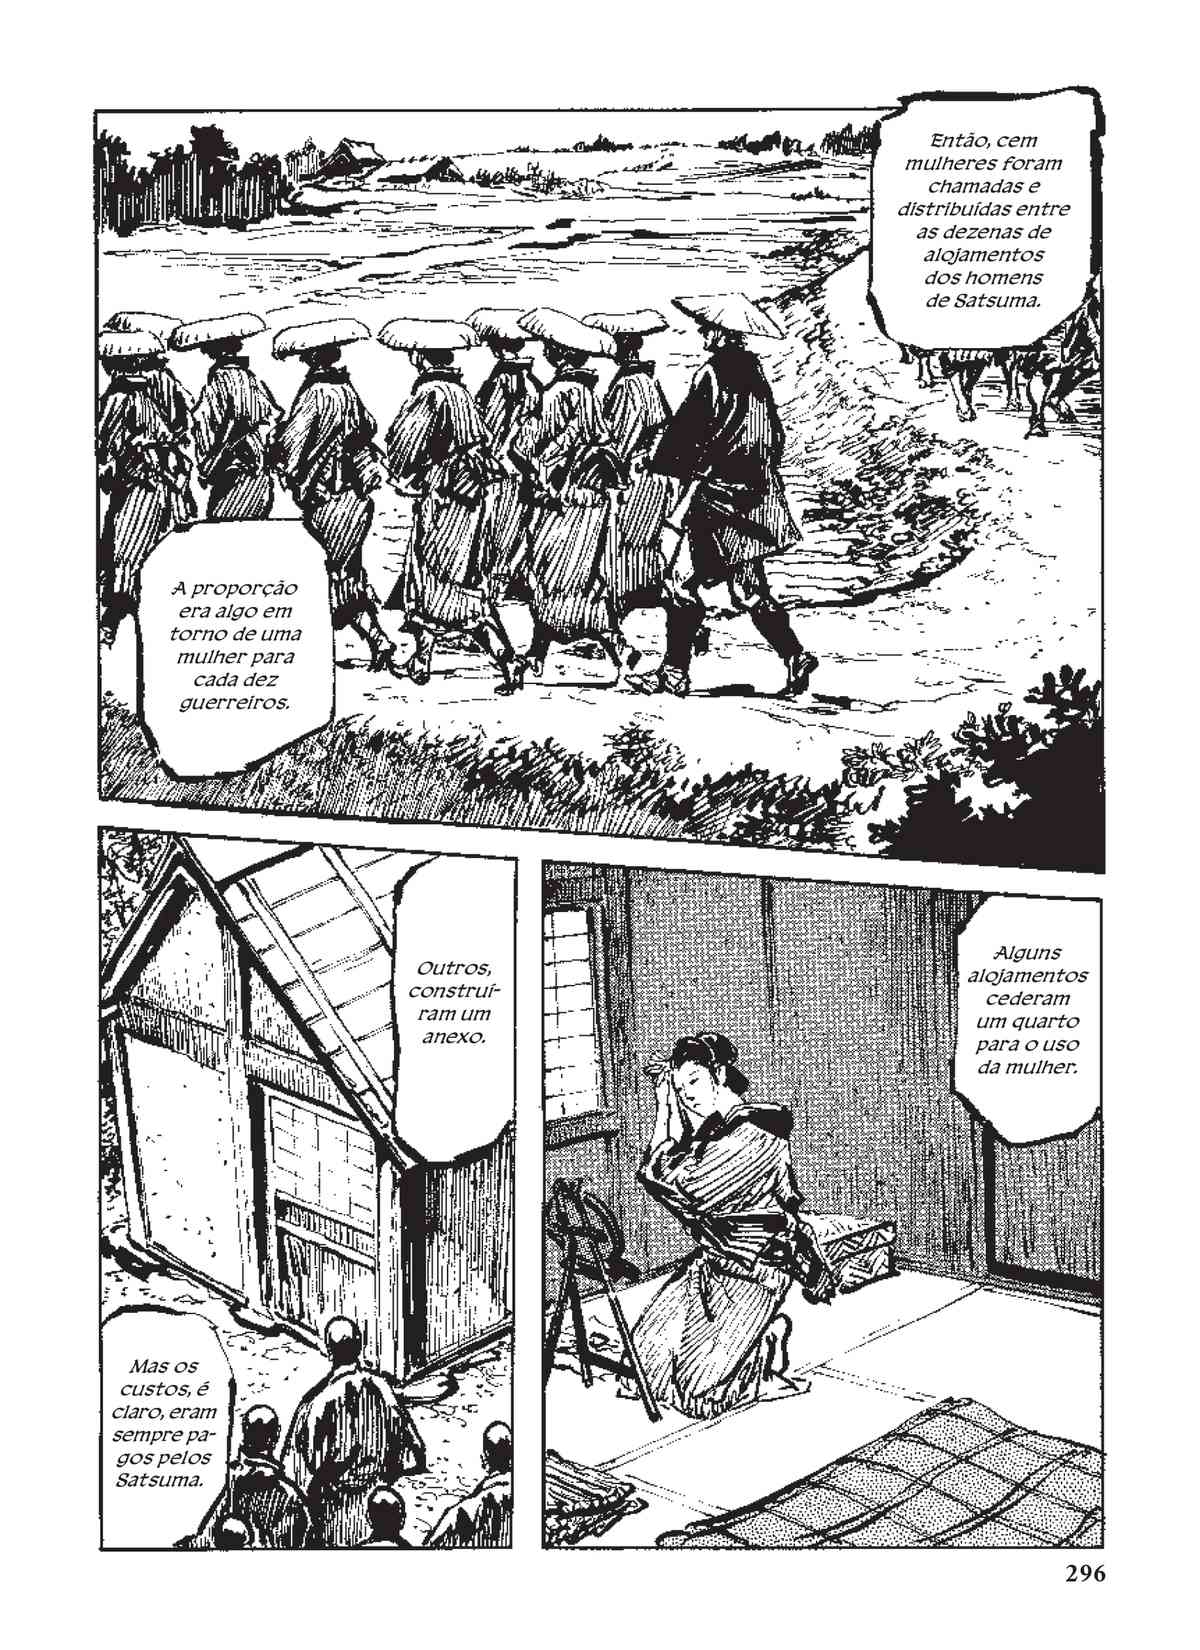 Então, cem
mulheres foram
chamadas e
distribuídas entre
as dezenas de
alojamentos
dos homens
de Satsuma.
A proporção
era algo em
torno de uma
mulher para
cada dez
guerreiros.
Alguns
alojamentos
cederam
um quarto
para o uso
da mulher.
Outros,
construí-
ram um
anexo.
Mas os
custos, é
claro, eram
sempre pa-
gos pelos
Satsuma.
296